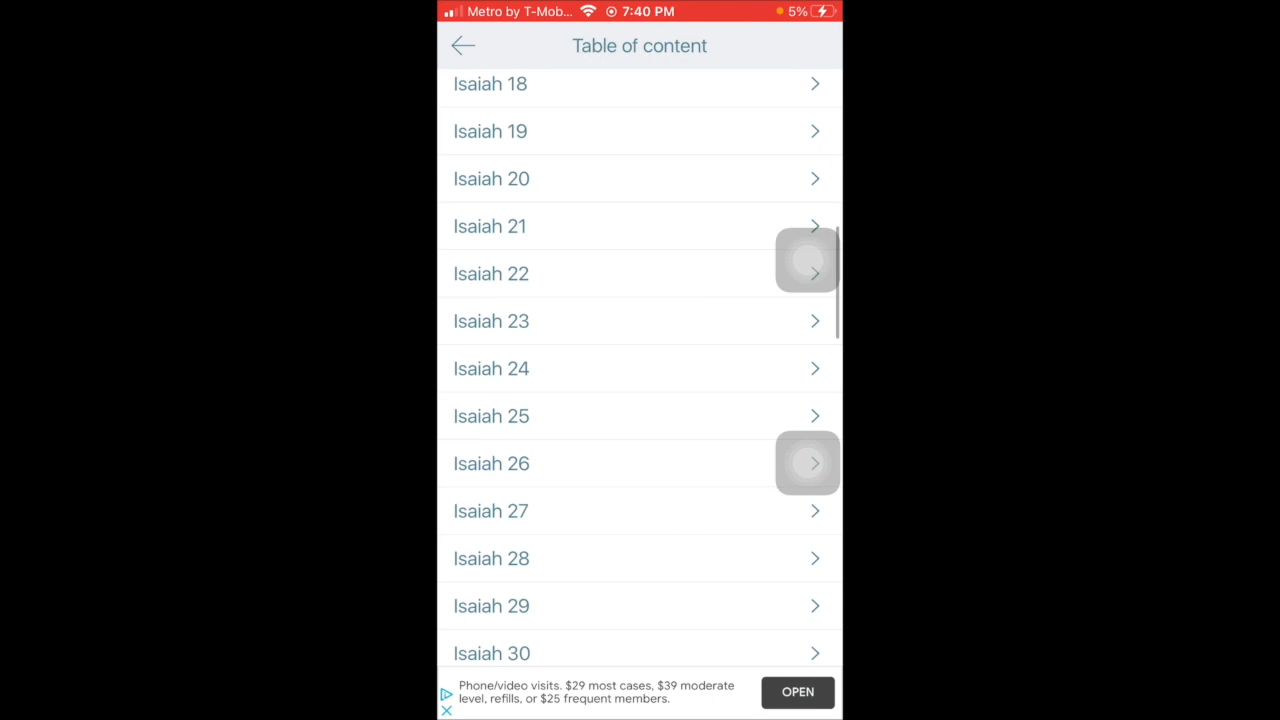 Metro by T-Mob... 7:40 PM 5%
Table of content
Isaiah 18
Isaiah 19
Isaiah 20
Isaiah 21
Isaiah 22
Isaiah 23
Isaiah 24
Isaiah 25
Isaiah 26
Isaiah 27
Isaiah 28
Isaiah 29
Isaiah 30
Phone/video visits. $29 most cases, $39 moderate
level, refills, or $25 frequent members.
OPEN